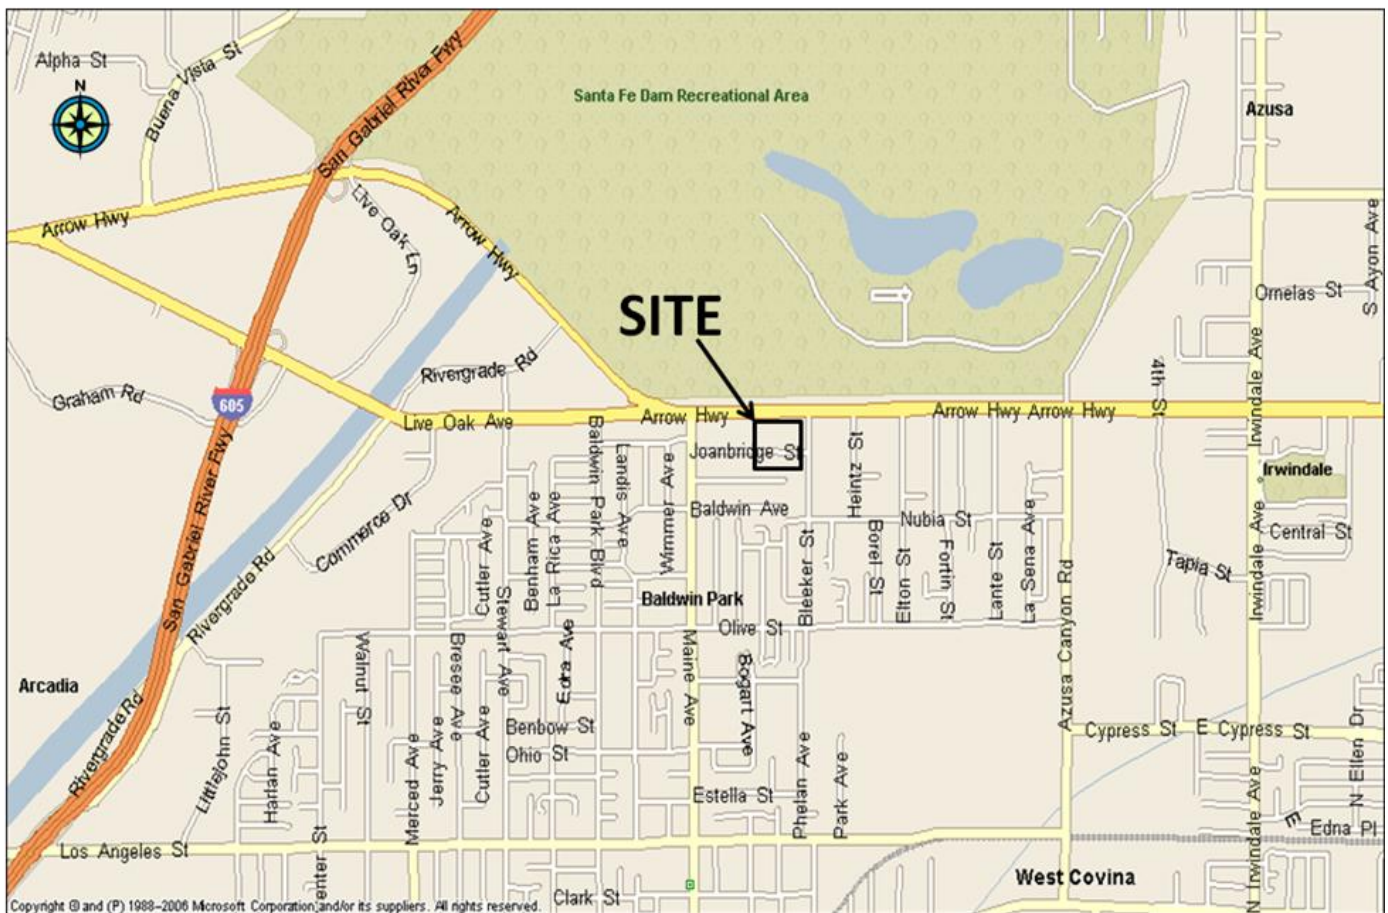 Alpha St
Buena Vista St
San Gabriel River Fwy
Santa Fe Dam Recreational Area
Azusa
N
Arrow Hwy
Live Oak Ln
Arrow Hwy
S Ayon Ave
Ornelas St
SITE
Rivergrade Rd
Graham Rd
605
Live Oak Ave
Arrow Hwy
Arrow Hwy
Arrow Hwy
4th St
Irwindale Ave
Joanbridge St
Baldwin Park Blvd
Landis Ave
Wimmer Ave
Heintz St
Irwindale
San Gabriel River Fwy
Commerce Dr
Baldwin Ave
Nubia St
Central St
Cutler Ave
Benham Ave
La Rica Ave
Bleeker St
Borel St
Elton St
Fortin St
Lante St
La Sena Ave
Tapia St
Irwindale Ave
Rivergrade Rd
Stewart Ave
Baldwin Park
Olive St
Azusa Canyon Rd
Walnut St
Bresee Ave
Edra Ave
Maine Ave
Bogart Ave
Arcadia
Rivergrade Rd
Littlejohn St
Harlan Ave
Merced Ave
Jerry Ave
Cutler Ave
Benbow St
Ohio St
Phelan Ave
Park Ave
Cypress St
E Cypress St
N Ellen Dr
Estella St
E
Edna Pl
Los Angeles St
enter St
Clark St
West Covina
N Irwindale Ave
Copyright © and (P) 1988–2006 Microsoft Corporation and/or its suppliers. All rights reserved.